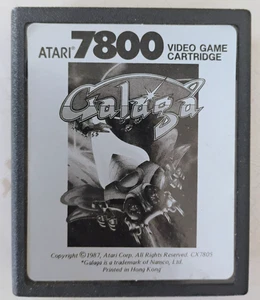 ATARI® 7800 VIDEO GAME
CARTRIDGE
Galaga
Copyright © 1987, Atari Corp. All Rights Reserved. CX7805
*Galaga is a trademark of Namco, Ltd.
Printed in Hong Kong